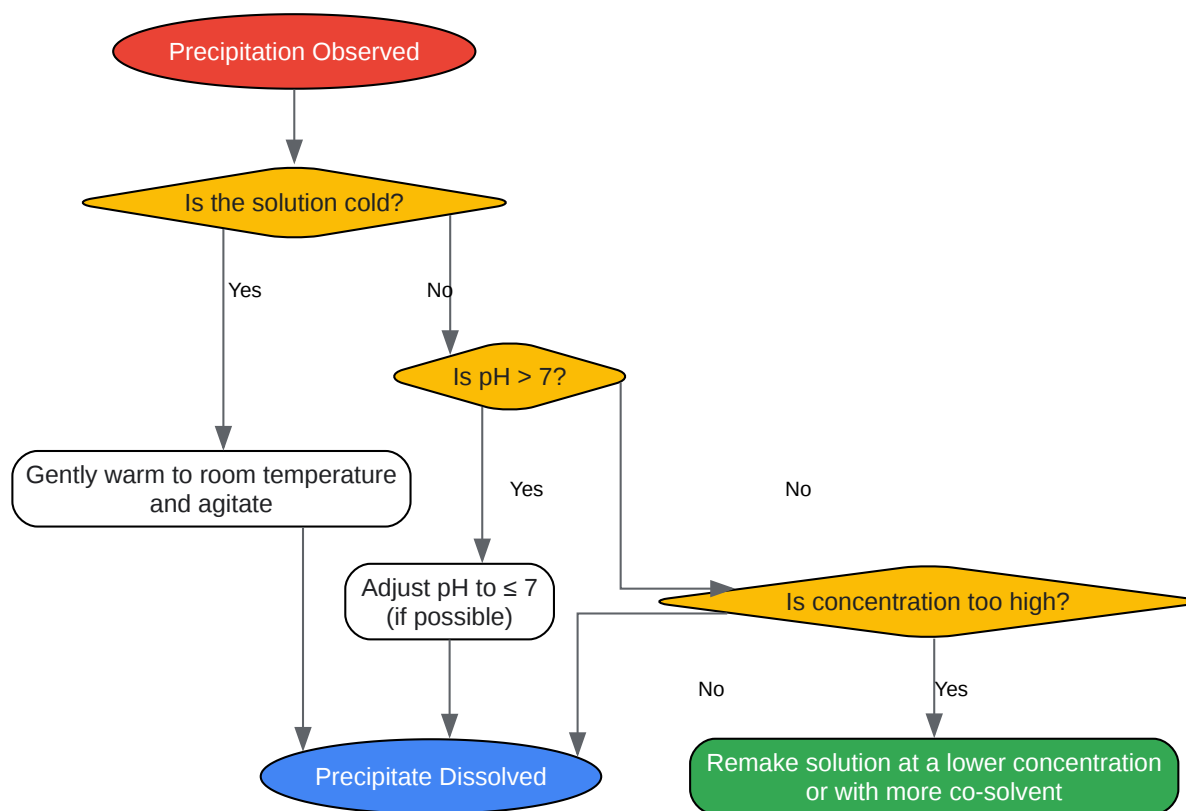 Precipitation Observed
Is the solution cold?
Yes
No
Is pH > 7?
Gently warm to room temperature
and agitate
Yes
No
Adjust pH to ≤ 7
(if possible)
Is concentration too high?
No
Yes
Precipitate Dissolved
Remake solution at a lower concentration
or with more co-solvent